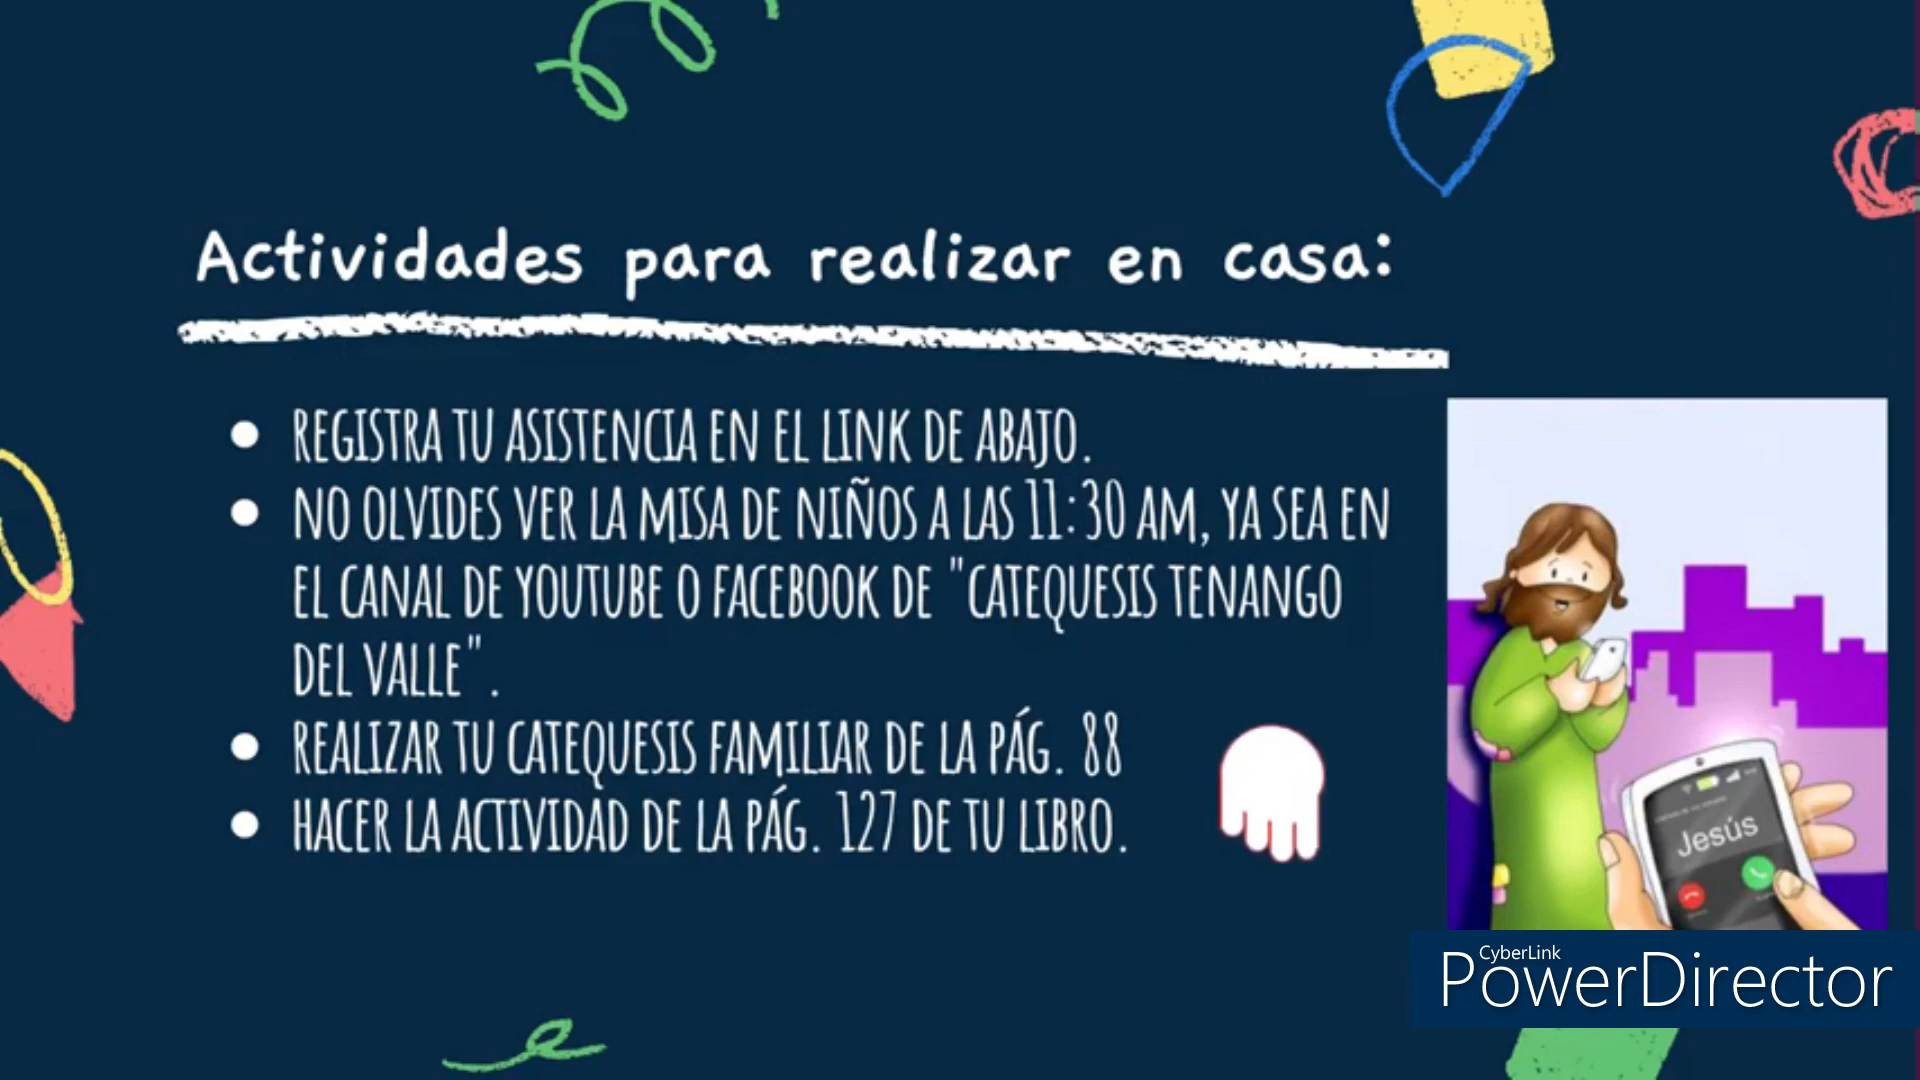 Actividades para realizar en casa:
REGISTRA TU ASISTENCIA EN EL LINK DE ABAJO.
NO OLVIDES VER LA MISA DE NIÑOS A LAS 11:30 AM, YA SEA EN
EL CANAL DE YOUTUBE O FACEBOOK DE "CATEQUESIS TENANGO
DEL VALLE".
REALIZAR TU CATEQUESIS FAMILIAR DE LA PÁG. 88
HACER LA ACTIVIDAD DE LA PÁG. 127 DE TU LIBRO.
Jesús
CyberLink
PowerDirector